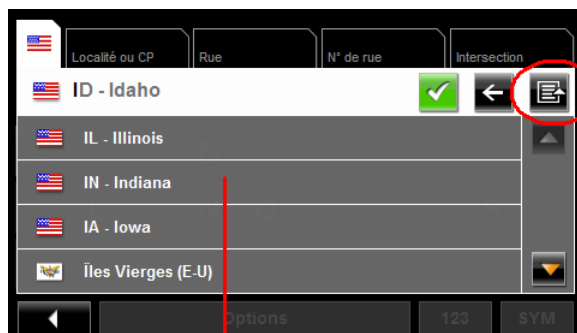 Localité ou CP
Rue
N° de rue
Intersection
ID - Idaho
IL - Illinois
IN - Indiana
IA - Iowa
Îles Vierges (E-U)
Options
123
SYM